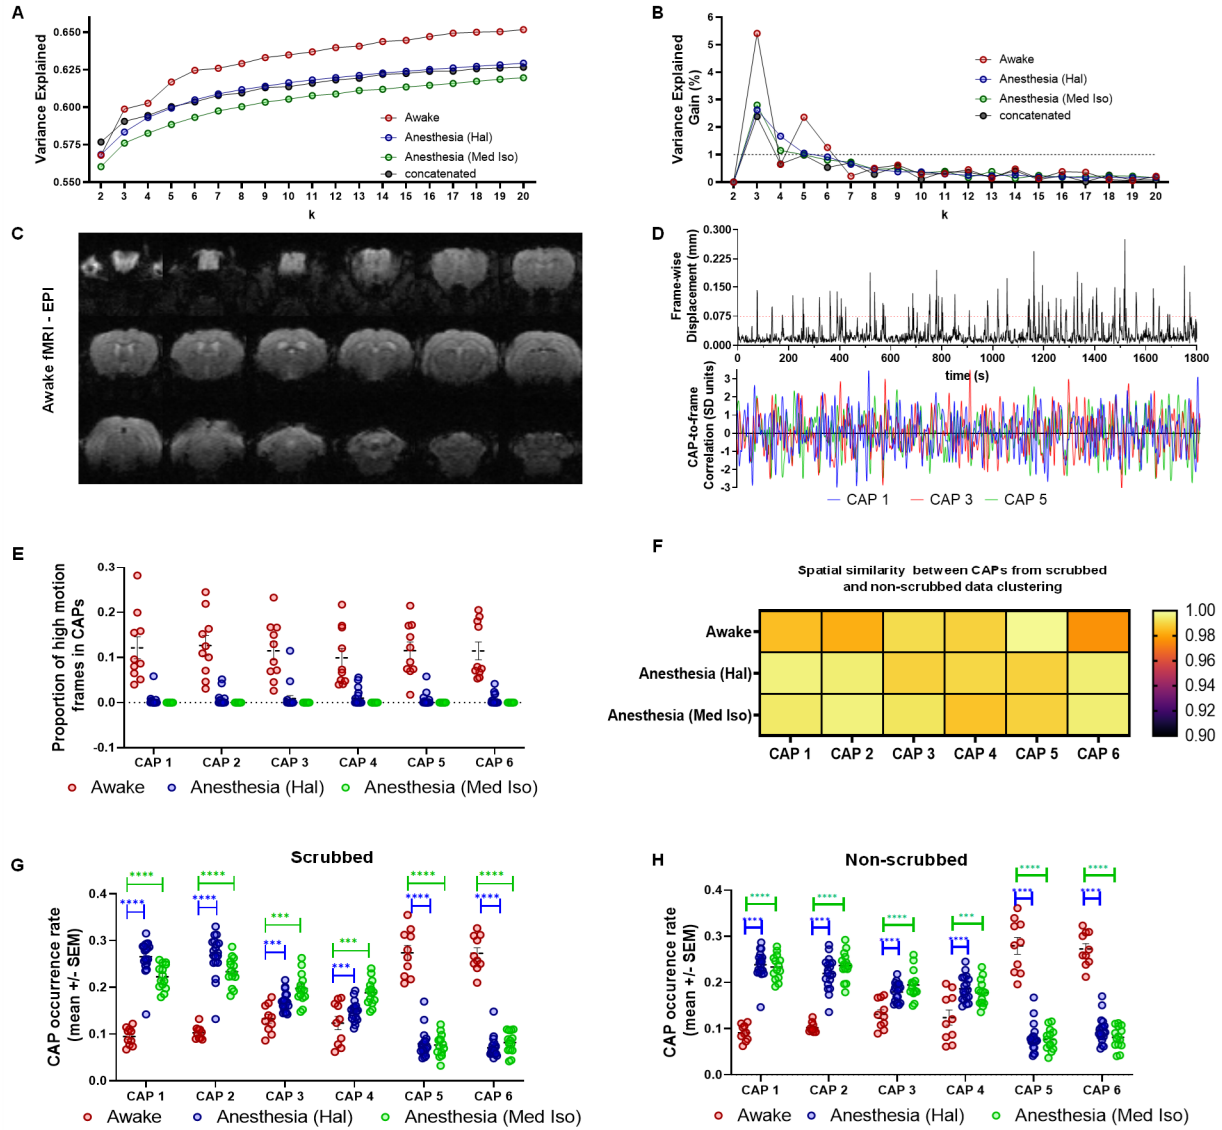 A
0.650
0.625
0.600
0.575
0.550
Variance Explained
Awake
Anesthesia (Hal)
Anesthesia (Med Iso)
concatenated
2 3 4 5 6 7 8 9 10 11 12 13 14 15 16 17 18 19 20
k
B
6
5
4
3
2
1
0
Variance Explained
Gain (%)
Awake
Anesthesia (Hal)
Anesthesia (Med Iso)
concatenated
2 3 4 5 6 7 8 9 10 11 12 13 14 15 16 17 18 19 20
k
C
Awake fMRI - EPI
D
0.300
0.225
0.150
0.075
0.000
Frame-wise
Displacement (mm)
0 200 400 600 800 1000 1200 1400 1600 1800
time (s)
3
2
1
0
-1
-2
-3
CAP-to-frame
Correlation (SD units)
CAP 1 CAP 3 CAP 5
E
0.3
0.2
0.1
0.0
-0.1
Proportion of high motion
frames in CAPs
CAP 1 CAP 2 CAP 3 CAP 4 CAP 5 CAP 6
Awake Anesthesia (Hal) Anesthesia (Med Iso)
F
Spatial similarity between CAPs from scrubbed
and non-scrubbed data clustering
Awake
Anesthesia (Hal)
Anesthesia (Med Iso)
CAP 1 CAP 2 CAP 3 CAP 4 CAP 5 CAP 6
1.00
0.98
0.96
0.94
0.92
0.90
G
Scrubbed
**** **** *** *** **** ****
**** **** *** *** **** ****
0.4
0.3
0.2
0.1
0.0
CAP occurrence rate
(mean +/- SEM)
CAP 1 CAP 2 CAP 3 CAP 4 CAP 5 CAP 6
Awake Anesthesia (Hal) Anesthesia (Med Iso)
H
Non-scrubbed
**** **** **** *** **** ****
**** **** **** **** **** ****
0.4
0.3
0.2
0.1
0.0
CAP occurrence rate
(mean +/- SEM)
CAP 1 CAP 2 CAP 3 CAP 4 CAP 5 CAP 6
Awake Anesthesia (Hal) Anesthesia (Med Iso)